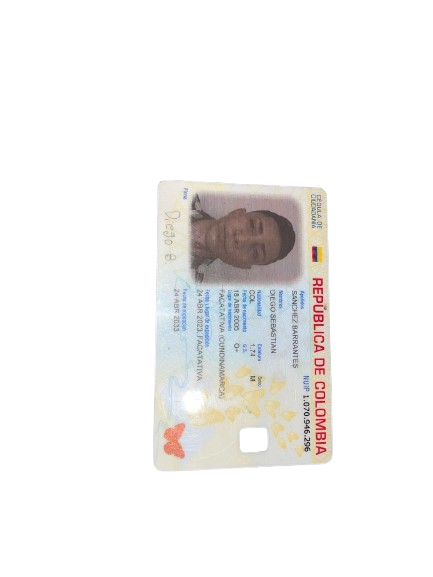 CÉDULA DE
CIUDADANÍA
REPÚBLICA DE COLOMBIA
NUIP 1.070.946.296
Apellidos
SANCHEZ BARRANTES
Nombres
DIEGO SEBASTIAN
Nacionalidad Estatura Sexo
COL 1.74 M
Fecha de nacimiento G.S.
18 ABR 2005 O+
Lugar de nacimiento
FACATATIVA (CUNDINAMARCA)
Fecha y lugar de expedición
24 ABR 2023, FACATATIVA
Fecha de expiración
24 ABR 2033
Firma
Diego B.